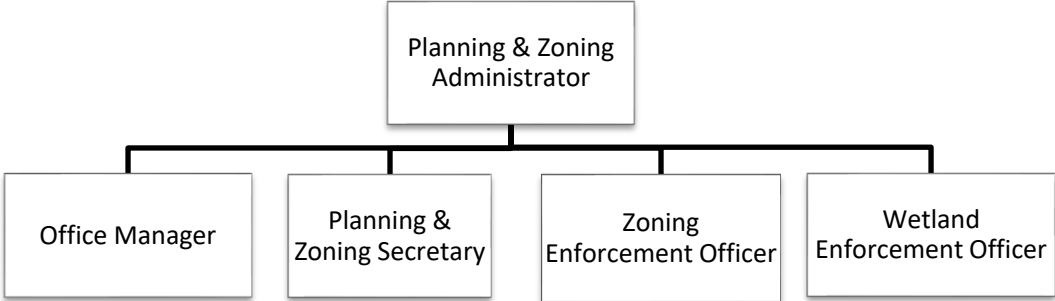 Planning & Zoning
Administrator
Office Manager
Planning &
Zoning Secretary
Zoning
Enforcement Officer
Wetland
Enforcement Officer